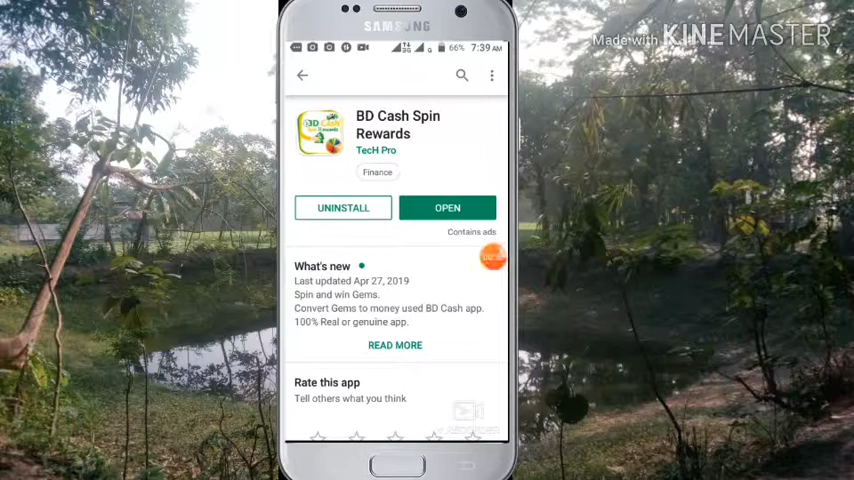 Made with KINEMASTER
SAMSUNG
66% 7:39 AM
BD Cash Spin
Rewards
TecH Pro
Finance
UNINSTALL
OPEN
Contains ads
What's new
Last updated Apr 27, 2019
Spin and win Gems.
Convert Gems to money used BD Cash app.
100% Real or genuine app.
READ MORE
Rate this app
Tell others what you think
RECORDER